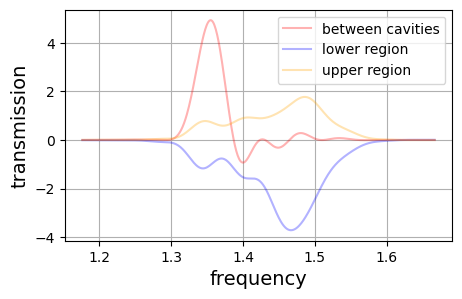 between cavities
lower region
upper region
transmission
4
2
0
−2
−4
1.2 1.3 1.4 1.5 1.6
frequency